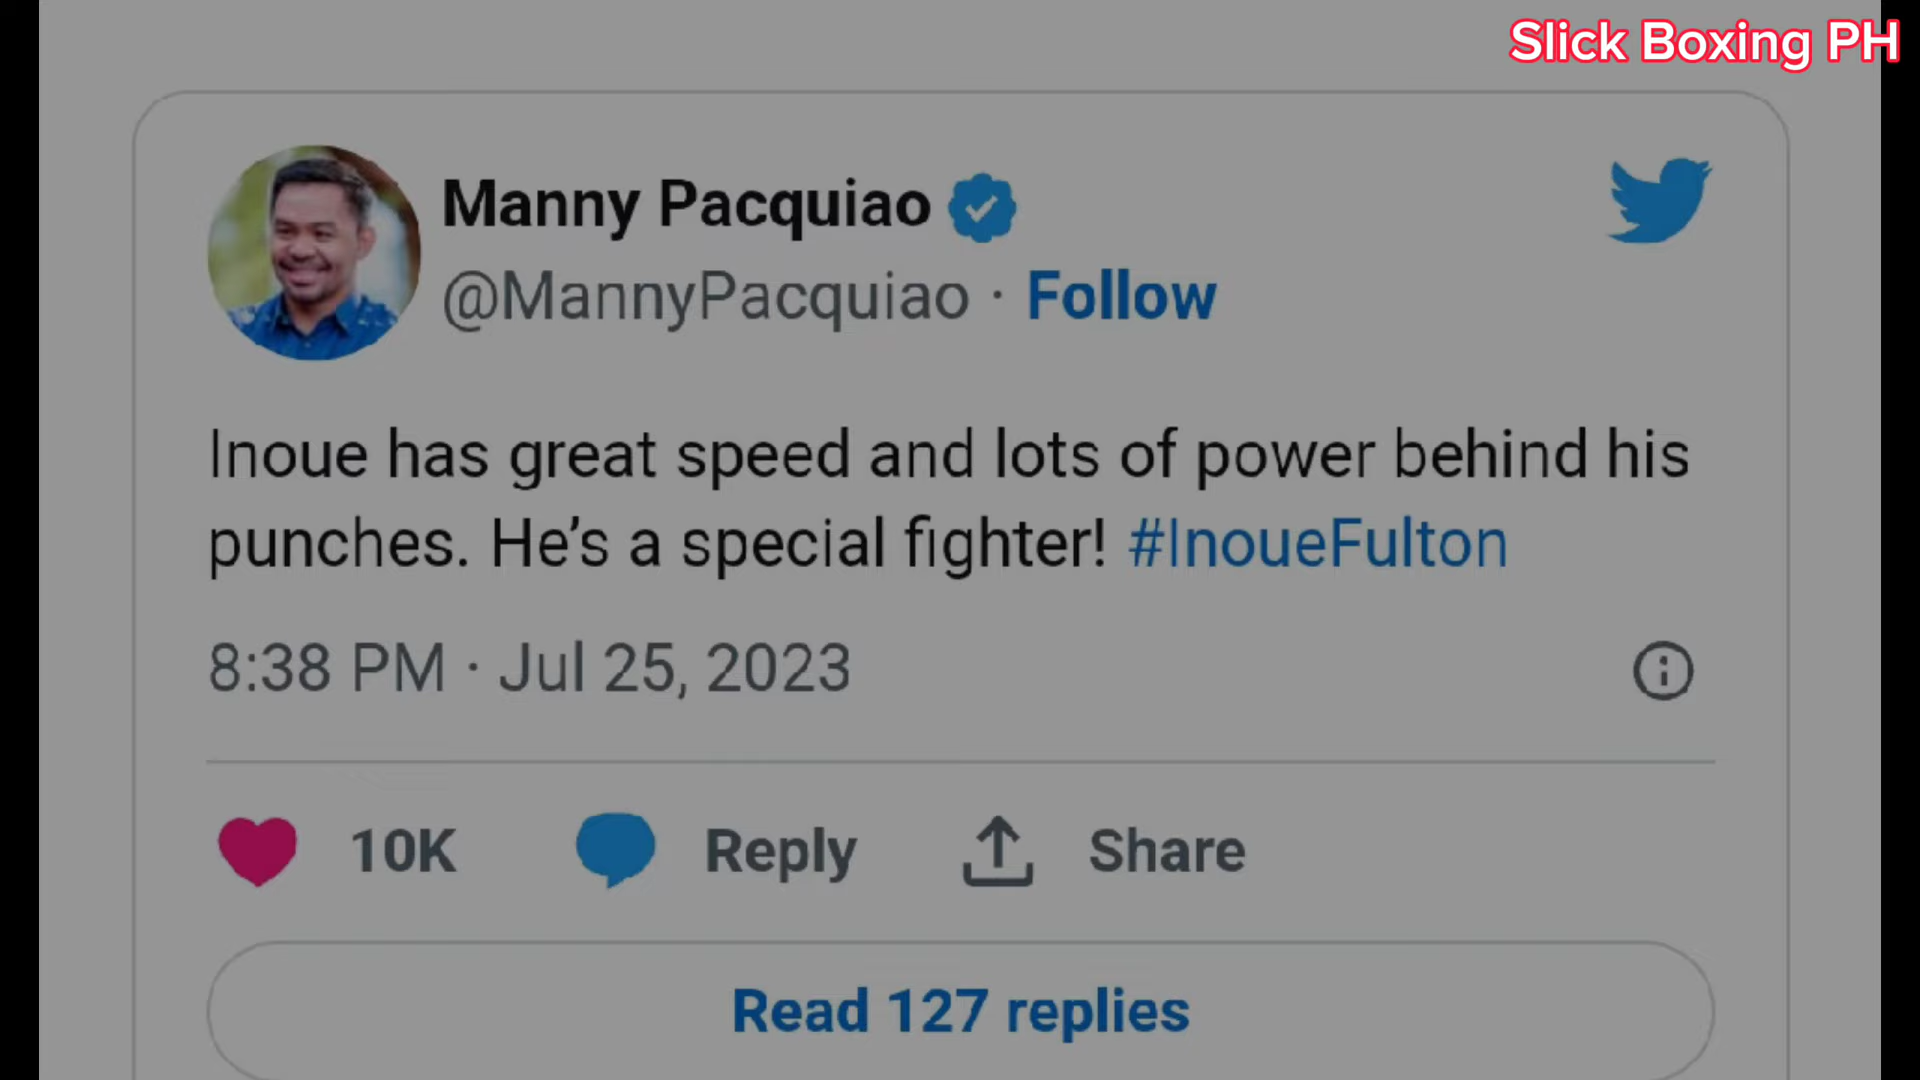 Slick Boxing PH
Manny Pacquiao
@MannyPacquiao · Follow
Inoue has great speed and lots of power behind his
punches. He’s a special fighter! #InoueFulton
8:38 PM · Jul 25, 2023
10K Reply Share
Read 127 replies